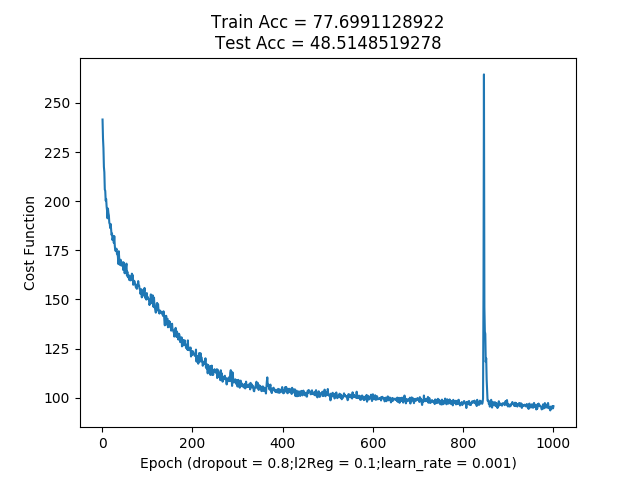 Train Acc = 77.6991128922
Test Acc = 48.5148519278
250
225
200
175
150
125
100
Cost Function
0 200 400 600 800 1000
Epoch (dropout = 0.8;l2Reg = 0.1;learn_rate = 0.001)